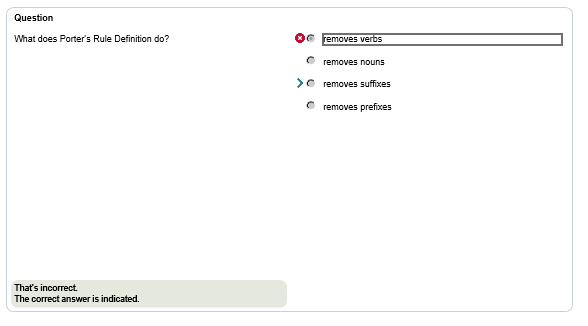 Question
What does Porter's Rule Definition do?
removes verbs
removes nouns
removes suffixes
removes prefixes
That's incorrect.
The correct answer is indicated.